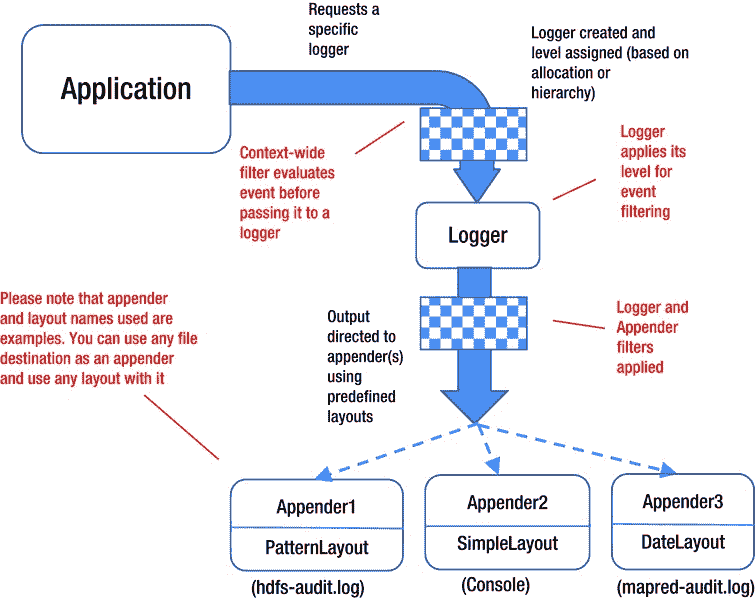 Requests a
specific
logger
Application
Logger created and
level assigned (based on
allocation or
hierarchy)
Context-wide
filter evaluates
event before
passing it to a
logger
Logger
applies its
level for
event
filtering
Logger
Please note that appender
and layout names used are
examples. You can use any file
destination as an appender
and use any layout with it
Output
directed to
appender(s)
using
predefined
layouts
Logger and
Appender
filters
applied
Appender1
PatternLayout
(hdfs-audit.log)
Appender2
SimpleLayout
(Console)
Appender3
DateLayout
(mapred-audit.log)